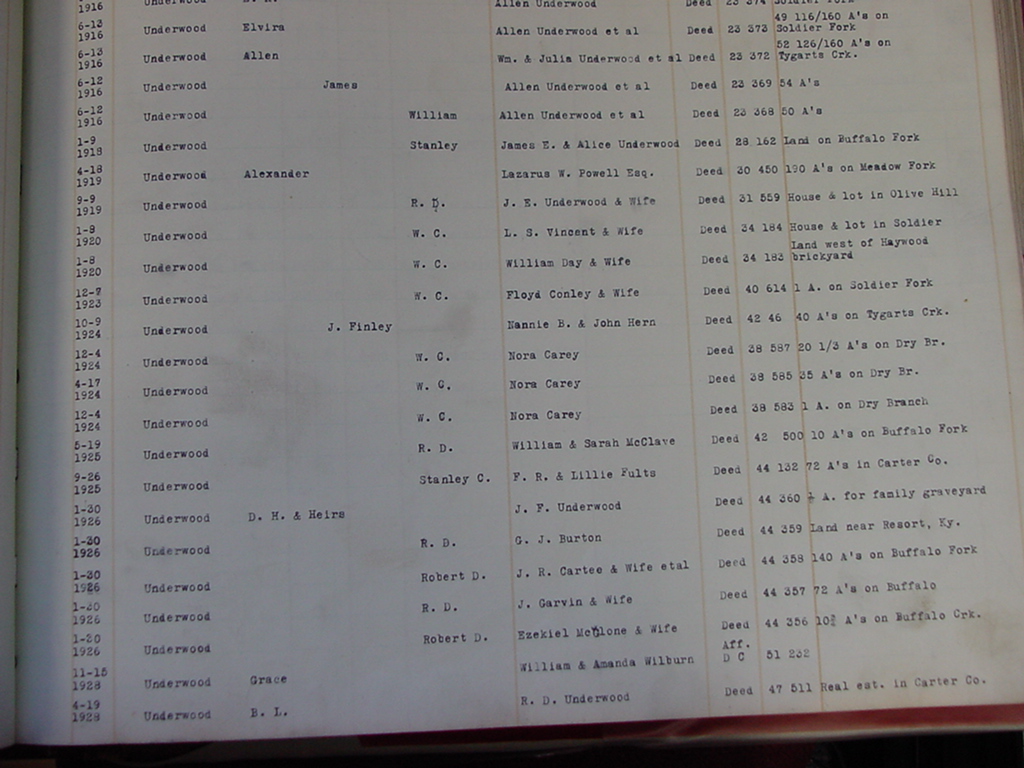 1916 Underwood Allen Underwood Deed 23 374 Soldier Fork
6-13 49 116/160 A's on
1916 Underwood Elvira Allen Underwood et al Deed 23 373 Soldier Fork
6-13 52 126/160 A's on
1916 Underwood Allen Wm. & Julia Underwood et al Deed 23 372 Tygarts Crk.
6-12
1916 Underwood James Allen Underwood et al Deed 23 369 54 A's
6-12
1916 Underwood William Allen Underwood et al Deed 23 368 50 A's
1-9
1918 Underwood Stanley James E. & Alice Underwood Deed 28 162 Land on Buffalo Fork
4-18
1919 Underwood Alexander Lazarus W. Powell Esq. Deed 30 450 190 A's on Meadow Fork
9-9
1919 Underwood R. D. J. E. Underwood & Wife Deed 31 559 House & lot in Olive Hill
1-8
1920 Underwood W. C. L. S. Vincent & Wife Deed 34 184 House & lot in Soldier
1-8 Land west of Haywood
1920 Underwood W. C. William Day & Wife Deed 34 183 brickyard
12-7
1923 Underwood W. C. Floyd Conley & Wife Deed 40 614 1 A. on Soldier Fork
10-9
1924 Underwood J. Finley Nannie B. & John Hern Deed 42 46 40 A's on Tygarts Crk.
12-4
1924 Underwood W. C. Nora Carey Deed 38 587 20 1/3 A's on Dry Br.
4-17
1924 Underwood W. C. Nora Carey Deed 38 585 35 A's on Dry Br.
12-4
1924 Underwood W. C. Nora Carey Deed 38 583 1 A. on Dry Branch
5-19
1925 Underwood R. D. William & Sarah McClave Deed 42 500 10 A's on Buffalo Fork
9-26
1925 Underwood Stanley C. F. R. & Lillie Fults Deed 44 132 72 A's in Carter Co.
1-30
1926 Underwood D. H. & Heirs J. F. Underwood Deed 44 360 ½ A. for family graveyard
1-30
1926 Underwood R. D. G. J. Burton Deed 44 359 Land near Resort, Ky.
1-30
1926 Underwood Robert D. J. R. Cartee & Wife etal Deed 44 358 140 A's on Buffalo Fork
1-30
1926 Underwood R. D. J. Garvin & Wife Deed 44 357 72 A's on Buffalo
1-20
1926 Underwood Robert D. Ezekiel McGlone & Wife Deed 44 356 A's on Buffalo Crk.
11-15 Aff.
1928 Underwood Grace William & Amanda Wilburn D C 51 232
4-19
1928 Underwood B. L. R. D. Underwood Deed 47 511 Real est. in Carter Co.